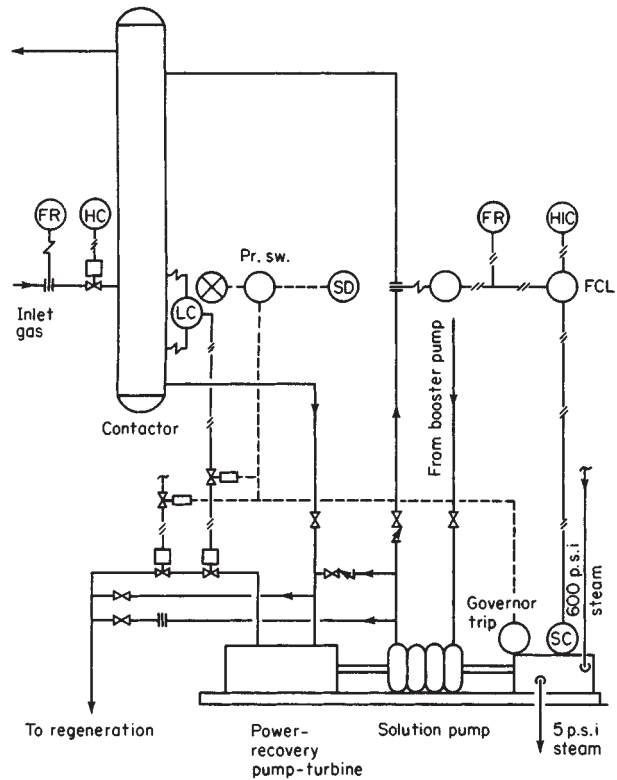 FR
HC
Pr. sw.
FR
HIC
SD
FCL
LC
Inlet
gas
From booster pump
Contactor
600 p.s.i
steam
Governor
trip
SC
To regeneration
Power-
recovery
pump-turbine
Solution pump
5 p.s.i
steam